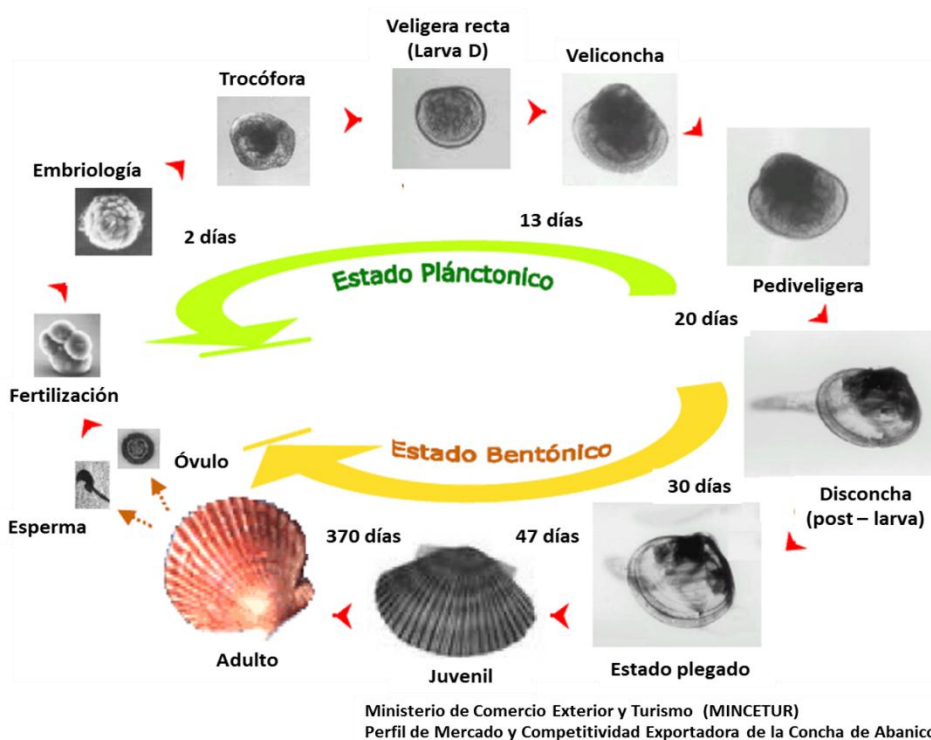 Veligera recta
(Larva D)
Veliconcha
Trocófora
Embriología
2 días
13 días
Estado Plánctonico
Pediveligera
20 días
Fertilización
Óvulo
Esperma
Estado Bentónico
30 días
Disconcha
(post – larva)
370 días
47 días
Adulto
Juvenil
Estado plegado
Ministerio de Comercio Exterior y Turismo (MINCETUR)
Perfil de Mercado y Competitividad Exportadora de la Concha de Abanico